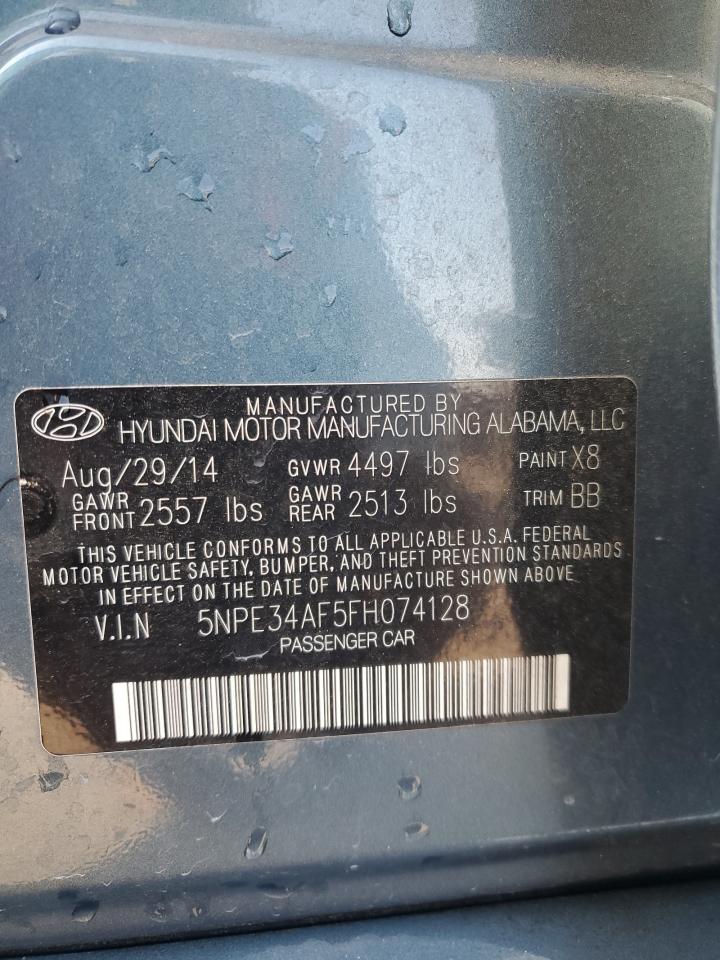 MANUFACTURED BY
HYUNDAI MOTOR MANUFACTURING ALABAMA, LLC
Aug/29/14 GVWR 4497 lbs PAINT X8
GAWR FRONT 2557 lbs GAWR REAR 2513 lbs TRIM BB
THIS VEHICLE CONFORMS TO ALL APPLICABLE U.S.A. FEDERAL
MOTOR VEHICLE SAFETY, BUMPER, AND THEFT PREVENTION STANDARDS
IN EFFECT ON THE DATE OF MANUFACTURE SHOWN ABOVE
V.I.N 5NPE34AF5FH074128
PASSENGER CAR